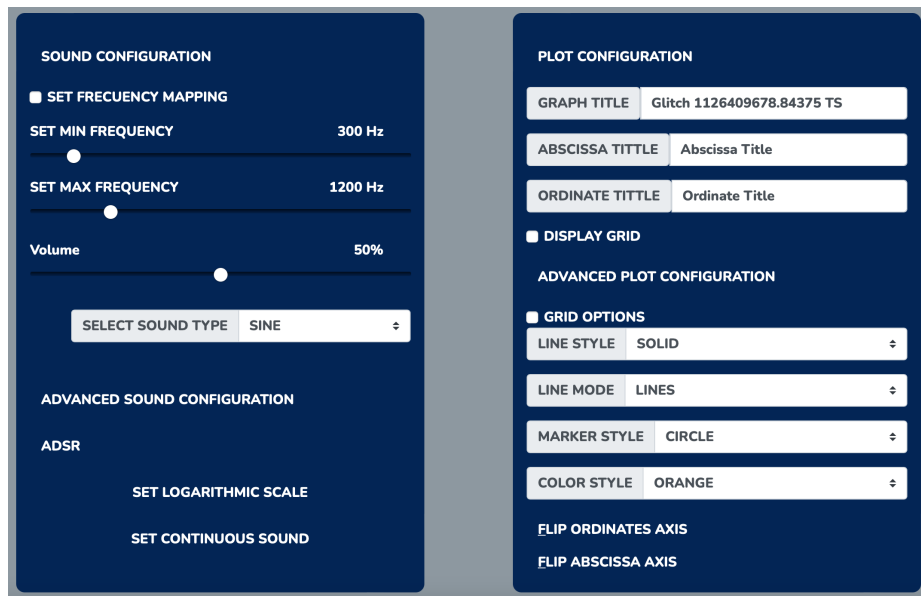 SOUND CONFIGURATION
SET FRECUENCY MAPPING
SET MIN FREQUENCY 300 Hz
SET MAX FREQUENCY 1200 Hz
Volume 50%
SELECT SOUND TYPE SINE
ADVANCED SOUND CONFIGURATION
ADSR
SET LOGARITHMIC SCALE
SET CONTINUOUS SOUND
PLOT CONFIGURATION
GRAPH TITLE Glitch 1126409678.84375 TS
ABSCISSA TITTLE Abscissa Title
ORDINATE TITTLE Ordinate Title
DISPLAY GRID
ADVANCED PLOT CONFIGURATION
GRID OPTIONS
LINE STYLE SOLID
LINE MODE LINES
MARKER STYLE CIRCLE
COLOR STYLE ORANGE
FLIP ORDINATES AXIS
FLIP ABSCISSA AXIS